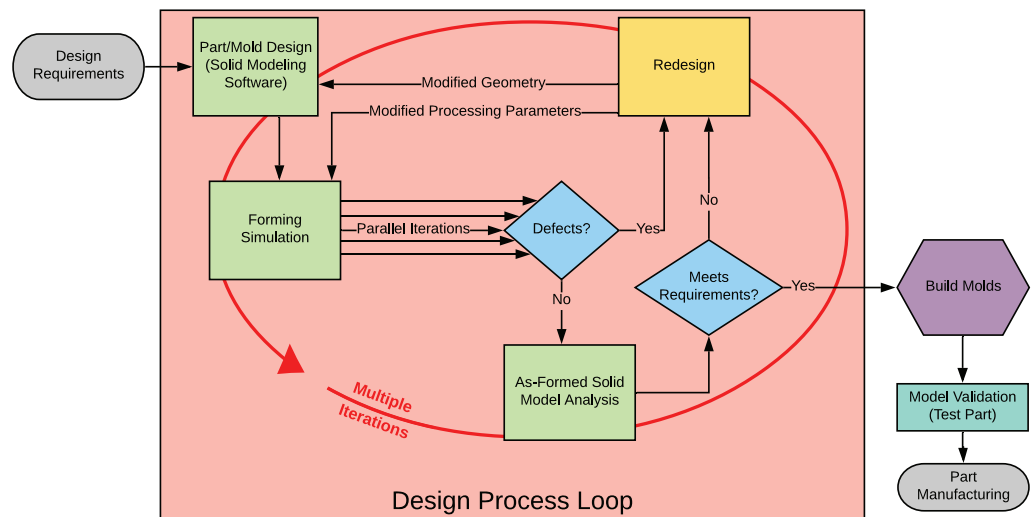 Design
Requirements
Part/Mold Design
(Solid Modeling
Software)
Modified Geometry
Redesign
Modified Processing Parameters
Forming
Simulation
Parallel Iterations
Defects?
Yes
No
No
Meets
Requirements?
Yes
Build Molds
As-Formed Solid
Model Analysis
Multiple
Iterations
Model Validation
(Test Part)
Part
Manufacturing
Design Process Loop